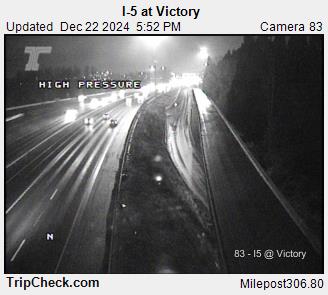 I-5 at Victory
Updated Dec 22 2024 5:52 PM Camera 83
HIGH PRESSURE
N
83 - I5 @ Victory
TripCheck.com Milepost306.80